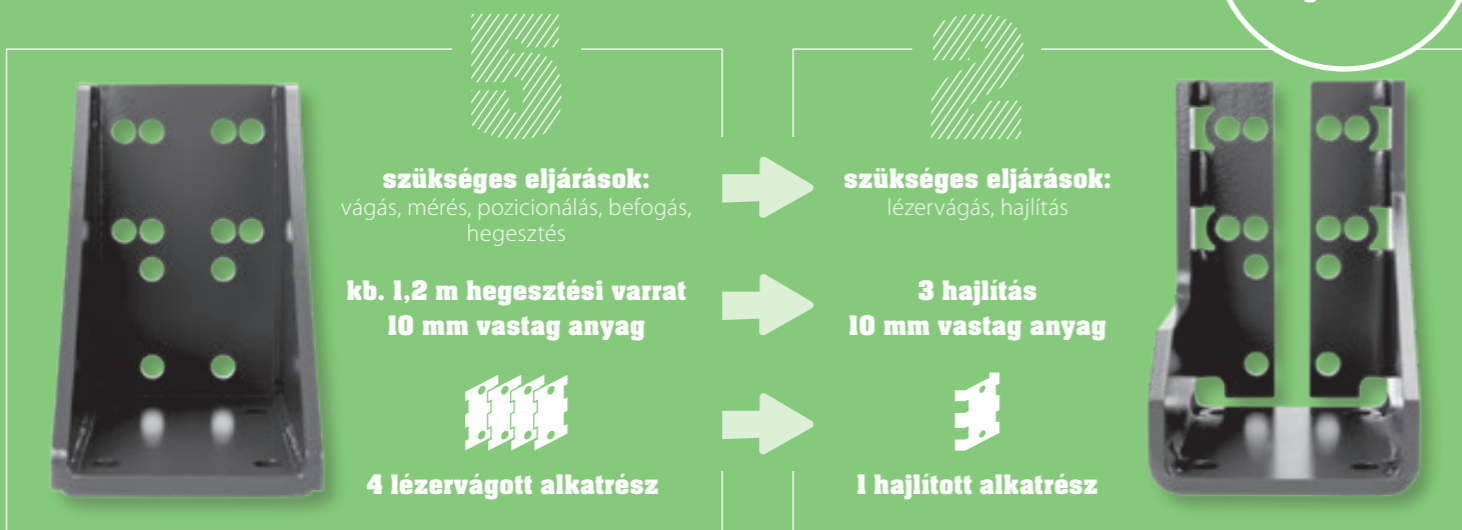 5
szükséges eljárások:
vágás, mérés, pozicionálás, befogás,
hegesztés
kb. 1,2 m hegesztési varrat
10 mm vastag anyag
4 lézervágott alkatrész
2
szükséges eljárások:
lézervágás, hajlítás
3 hajlítás
10 mm vastag anyag
1 hajlított alkatrész